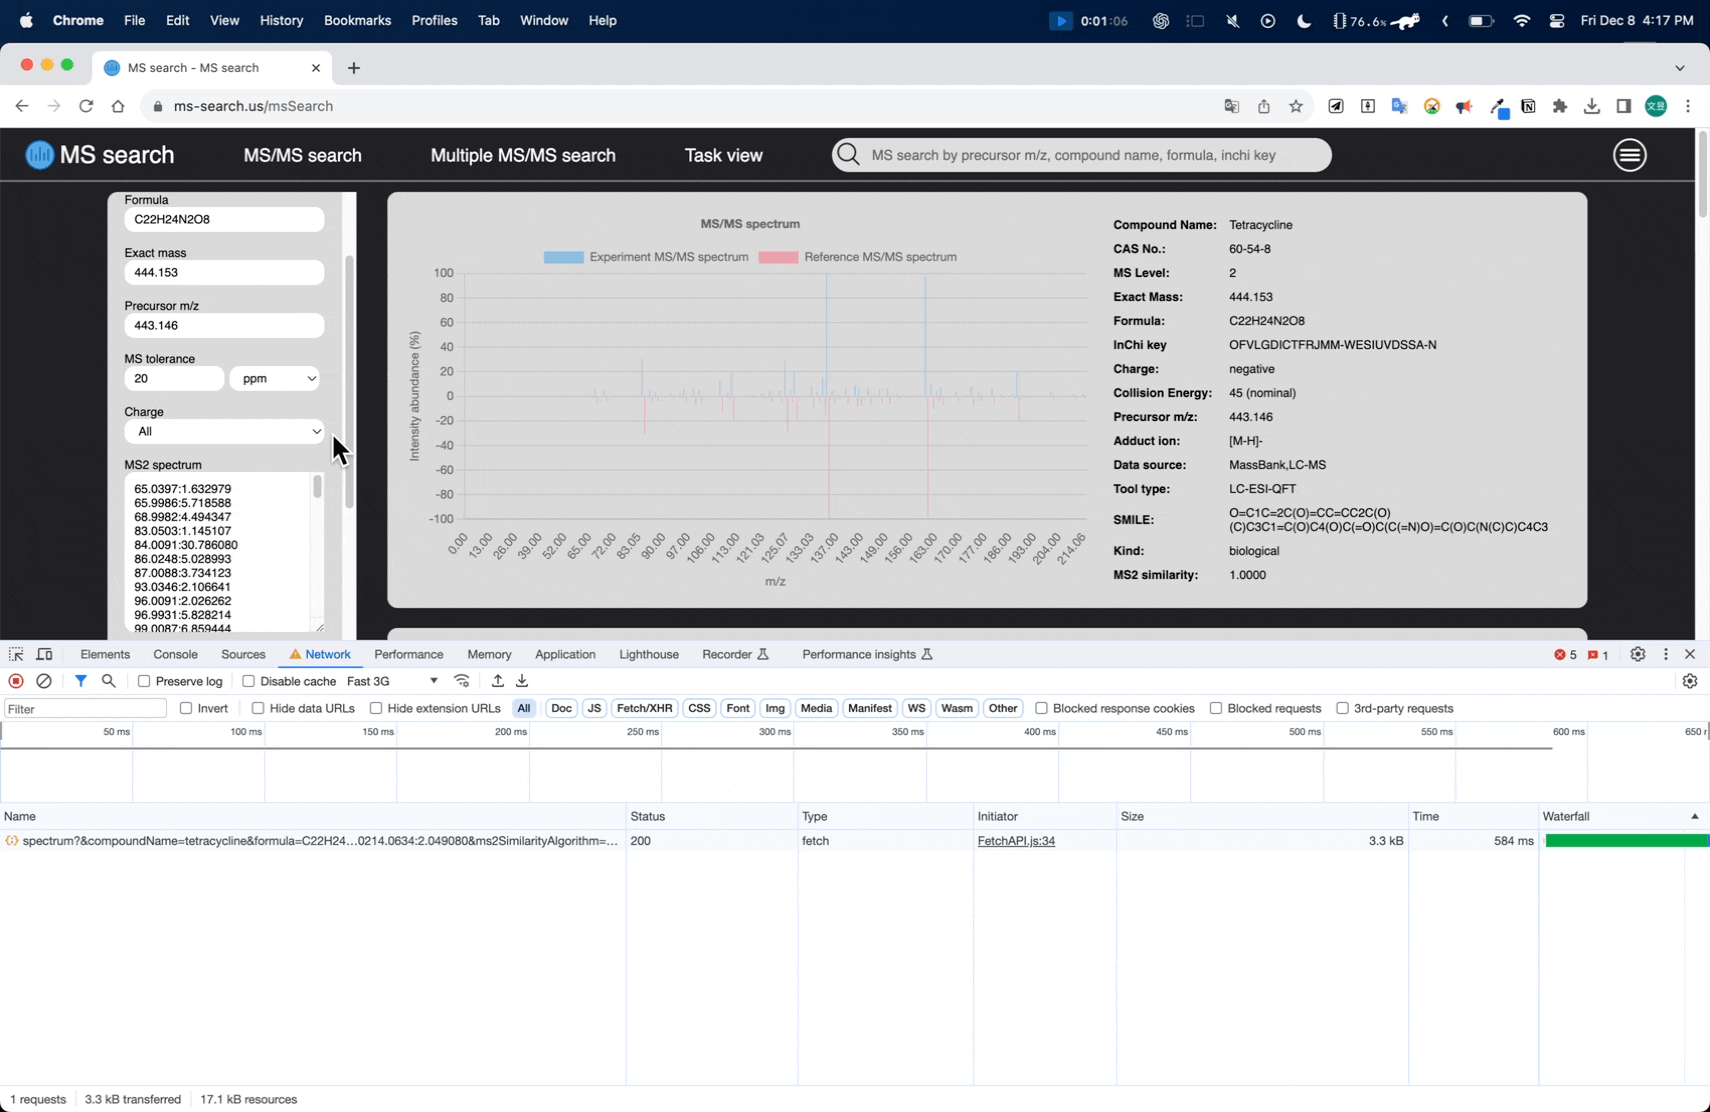 Chrome File Edit View History Bookmarks Profiles Tab Window Help 0:01:06 76.6% Fri Dec 8 4:17 PM
MS search - MS search
ms-search.us/msSearch
文昱
MS search MS/MS search Multiple MS/MS search Task view MS search by precursor m/z, compound name, formula, inchi key
Formula
C22H24N2O8
Exact mass
444.153
Precursor m/z
443.146
MS tolerance
20 ppm
Charge
All
MS2 spectrum
65.0397:1.632979
65.9986:5.718588
68.9982:4.494347
83.0503:1.145107
84.0091:30.786080
86.0248:5.028993
87.0088:3.734123
93.0346:2.106641
96.0091:2.026262
96.9931:5.828214
99.0087:6.859444
MS/MS spectrum
Experiment MS/MS spectrum Reference MS/MS spectrum
Intensity abundance (%)
100
80
60
40
20
0
-20
-40
-60
-80
-100
0.00 13.00 26.00 39.00 52.00 65.00 72.00 83.05 90.00 97.00 106.00 113.00 121.03 125.07 133.03 137.00 143.00 149.00 156.00 163.00 170.00 177.00 186.00 193.00 204.00 214.06
m/z
Compound Name: Tetracycline
CAS No.: 60-54-8
MS Level: 2
Exact Mass: 444.153
Formula: C22H24N2O8
InChi key OFVLGDICTFRJMM-WESIUVDSSA-N
Charge: negative
Collision Energy: 45 (nominal)
Precursor m/z: 443.146
Adduct ion: [M-H]-
Data source: MassBank,LC-MS
Tool type: LC-ESI-QFT
SMILE: O=C1C=2C(O)=CC=CC2C(O)
(C)C3C1=C(O)C4(O)C(=O)C(C(=N)O)=C(O)C(N(C)C)C4C3
Kind: biological
MS2 similarity: 1.0000
Elements Console Sources Network Performance Memory Application Lighthouse Recorder Performance insights 5 1
Preserve log Disable cache Fast 3G
Filter Invert Hide data URLs Hide extension URLs All Doc JS Fetch/XHR CSS Font Img Media Manifest WS Wasm Other Blocked response cookies Blocked requests 3rd-party requests
50 ms 100 ms 150 ms 200 ms 250 ms 300 ms 350 ms 400 ms 450 ms 500 ms 550 ms 600 ms 650
Name Status Type Initiator Size Time Waterfall
spectrum?&compoundName=tetracycline&formula=C22H24…0214.0634:2.049080&ms2SimilarityAlgorithm=… 200 fetch FetchAPI.js:34 3.3 kB 584 ms
1 requests 3.3 kB transferred 17.1 kB resources